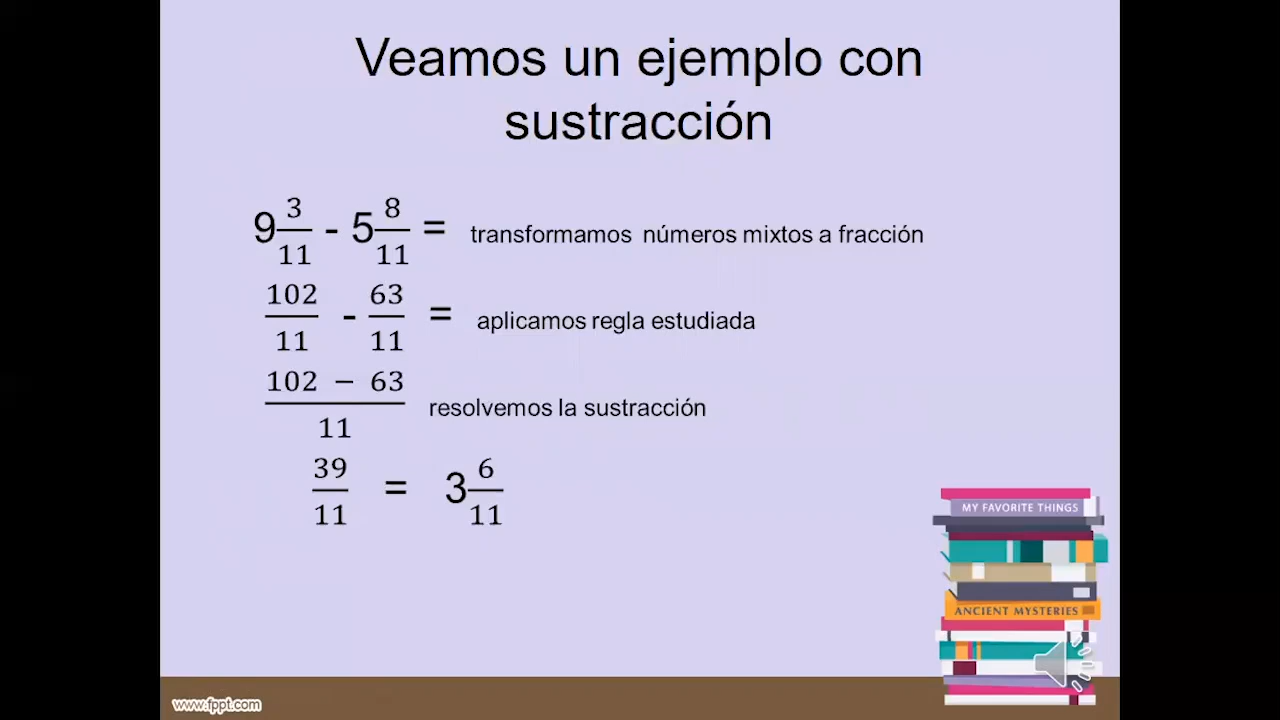 Veamos un ejemplo con
sustracción
9 3/11 - 5 8/11 = transformamos números mixtos a fracción
102/11 - 63/11 = aplicamos regla estudiada
(102 − 63)/11 resolvemos la sustracción
39/11 = 3 6/11
MY FAVORITE THINGS
ANCIENT MYSTERIES
www.fppt.com